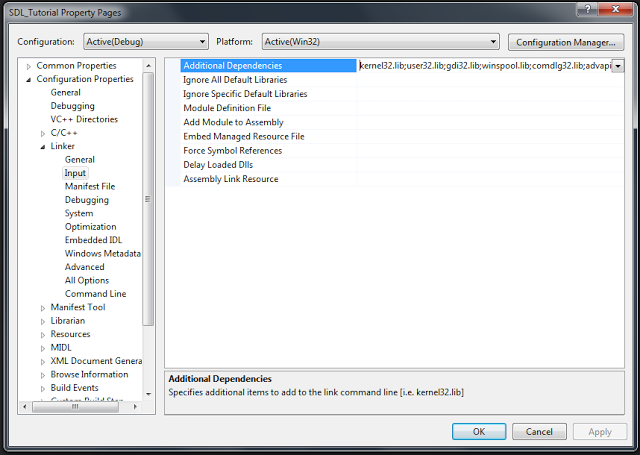 SDL_Tutorial Property Pages
Configuration: Active(Debug) Platform: Active(Win32) Configuration Manager...
Common Properties
Configuration Properties
General
Debugging
VC++ Directories
C/C++
Linker
General
Input
Manifest File
Debugging
System
Optimization
Embedded IDL
Windows Metadata
Advanced
All Options
Command Line
Manifest Tool
Librarian
Resources
MIDL
XML Document Genera
Browse Information
Build Events
Custom Build Step
Additional Dependencies kernel32.lib;user32.lib;gdi32.lib;winspool.lib;comdlg32.lib;advapi
Ignore All Default Libraries
Ignore Specific Default Libraries
Module Definition File
Add Module to Assembly
Embed Managed Resource File
Force Symbol References
Delay Loaded Dlls
Assembly Link Resource
Additional Dependencies
Specifies additional items to add to the link command line [i.e. kernel32.lib]
OK Cancel Apply